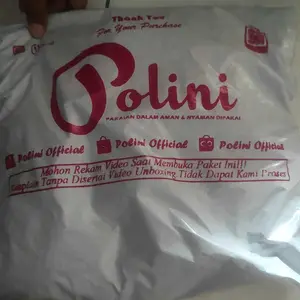 Thank You
For Your Purchase
Polini
PAKAIAN DALAM AMAN & NYAMAN DIPAKAI
Polini Official Polini Official Polini Official
Mohon Rekam Video Saat Membuka Paket Ini!!!
Komplain Tanpa Disertai Video Unboxing Tidak Dapat Kami Proses